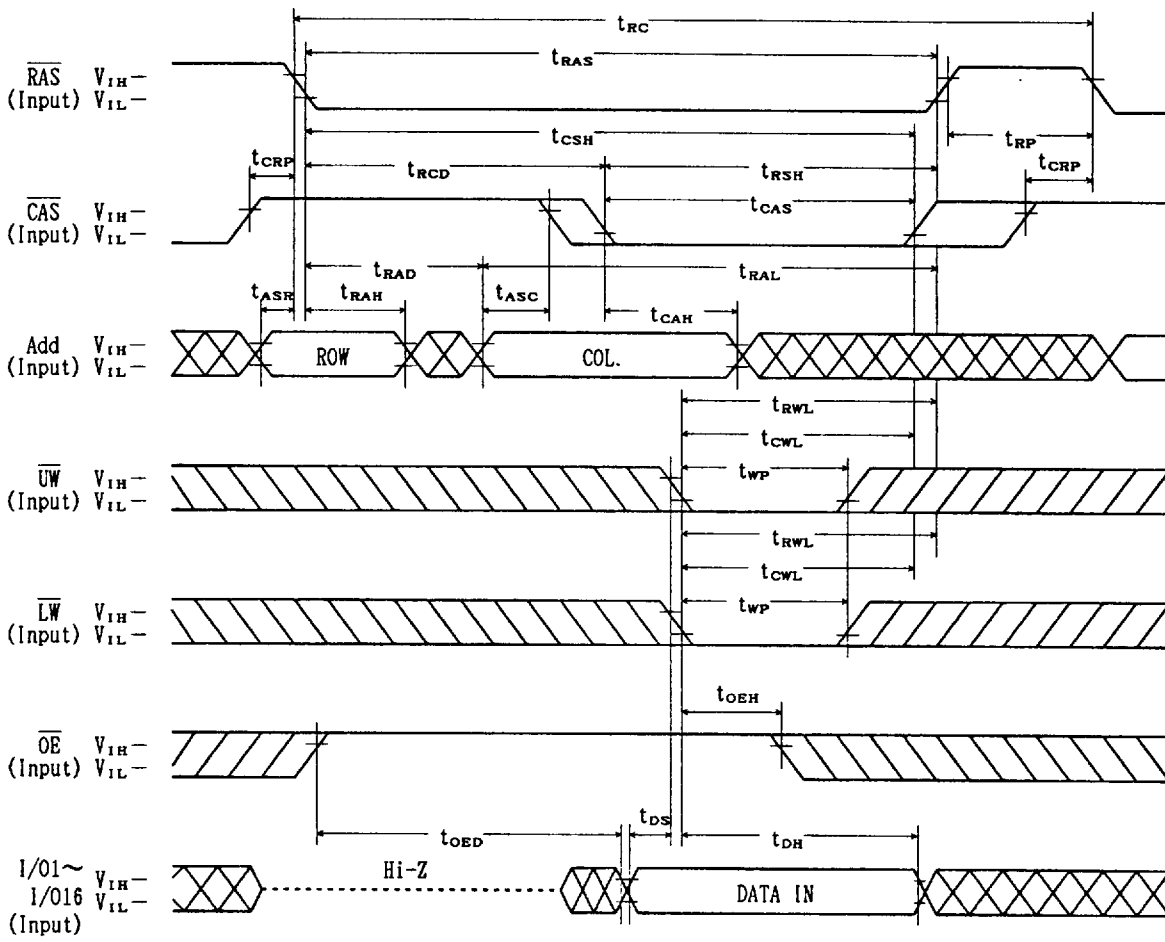 tRC
tRAS
RAS VIH
(Input) VIL
tCSH tRP
tCRP tRCD tRSH tCRP
CAS VIH
(Input) VIL
tCAS
tRAD tRAL
tASR tRAH tASC tCAH
Add VIH
(Input) VIL
ROW COL.
tRWL
tCWL
UW VIH
(Input) VIL
tWP
tRWL
tCWL
LW VIH
(Input) VIL
tWP
tOEH
OE VIH
(Input) VIL
tOED tDS tDH
I/O1~ VIH
I/O16 VIL
(Input)
Hi-Z DATA IN